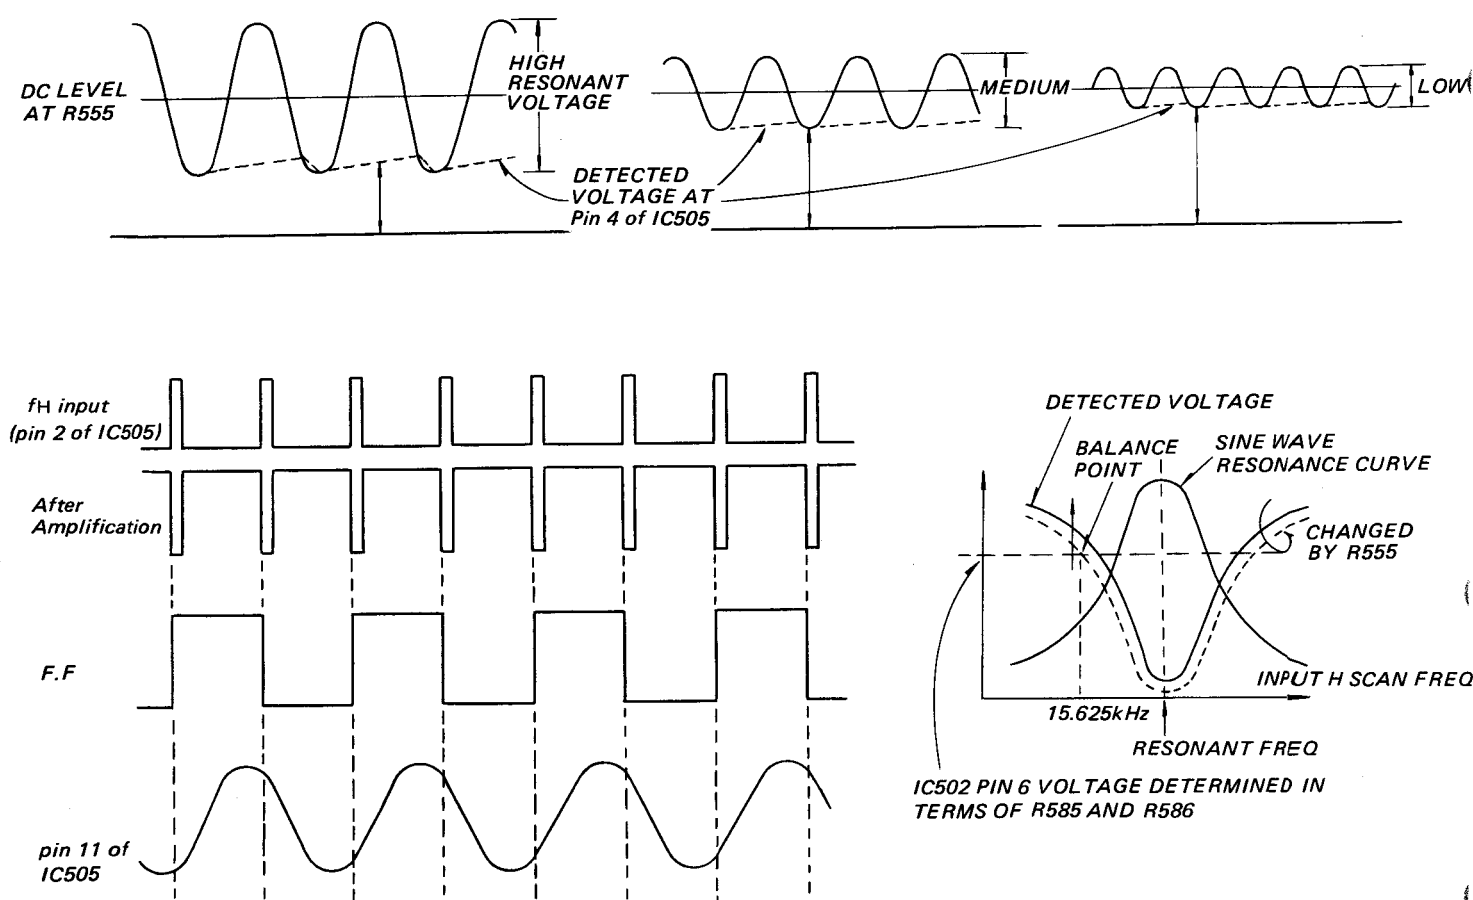 DC LEVEL
AT R555
HIGH
RESONANT
VOLTAGE
MEDIUM
LOW
DETECTED
VOLTAGE AT
Pin 4 of IC505
fH input
(pin 2 of IC505)
After
Amplification
F.F
pin 11 of
IC505
DETECTED VOLTAGE
BALANCE
POINT
SINE WAVE
RESONANCE CURVE
CHANGED
BY R555
INPUT H SCAN FREQ
15.625kHz
RESONANT FREQ
IC502 PIN 6 VOLTAGE DETERMINED IN
TERMS OF R585 AND R586